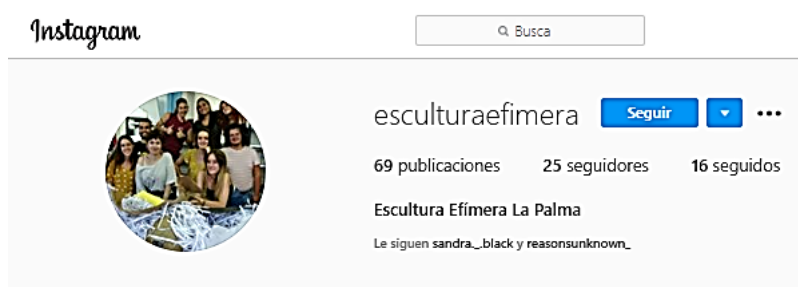 Instagram
Busca
esculturaefimera Seguir
69 publicaciones 25 seguidores 16 seguidos
Escultura Efímera La Palma
Le siguen sandra._.black y reasonsunknown_